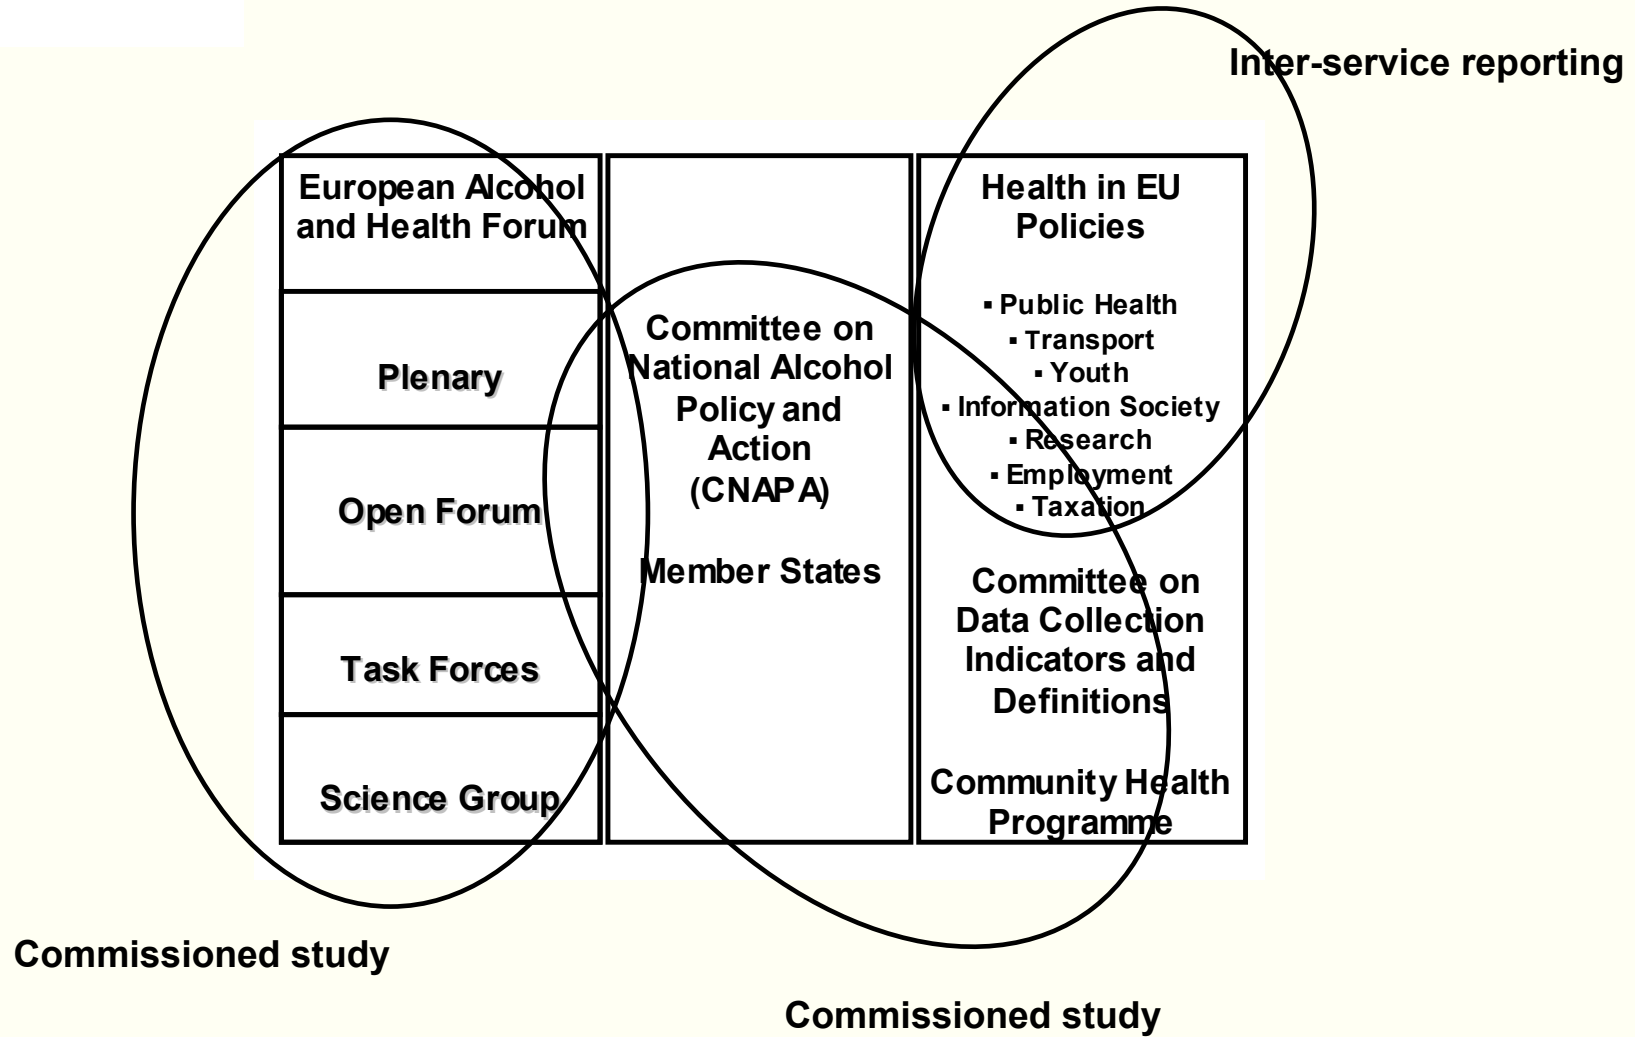 Inter-service reporting
European Alcohol
and Health Forum
Plenary
Open Forum
Task Forces
Science Group
Committee on
National Alcohol
Policy and
Action
(CNAPA)
Member States
Health in EU
Policies
▪ Public Health
▪ Transport
▪ Youth
▪ Information Society
▪ Research
▪ Employment
▪ Taxation
Committee on
Data Collection
Indicators and
Definitions
Community Health
Programme
Commissioned study
Commissioned study